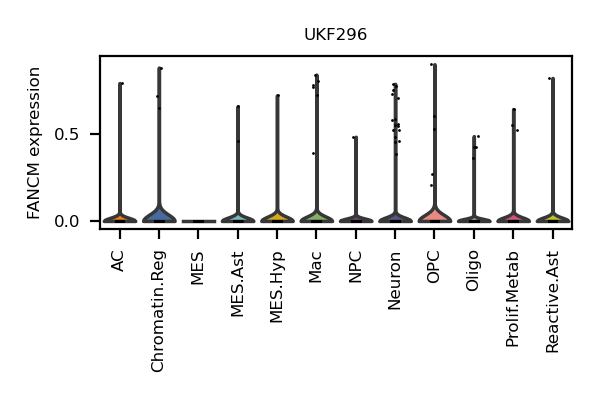 UKF296
FANCM expression
0.5
0.0
AC
Chromatin.Reg
MES
MES.Ast
MES.Hyp
Mac
NPC
Neuron
OPC
Oligo
Prolif.Metab
Reactive.Ast